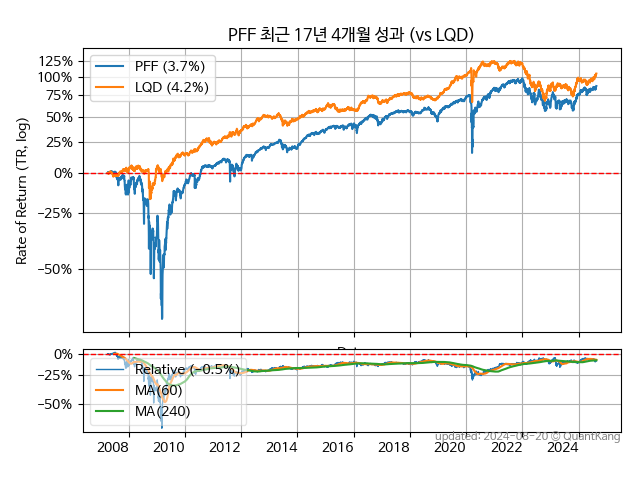 PFF 최근 17년 4개월 성과 (vs LQD)
Rate of Return (TR, log)
125%
100%
75%
50%
25%
0%
−25%
−50%
PFF (3.7%)
LQD (4.2%)
0%
−25%
−50%
Relative (−0.5%)
MA(60)
MA(240)
2008 2010 2012 2014 2016 2018 2020 2022 2024
updated: 2024-08-20 © QuantKang